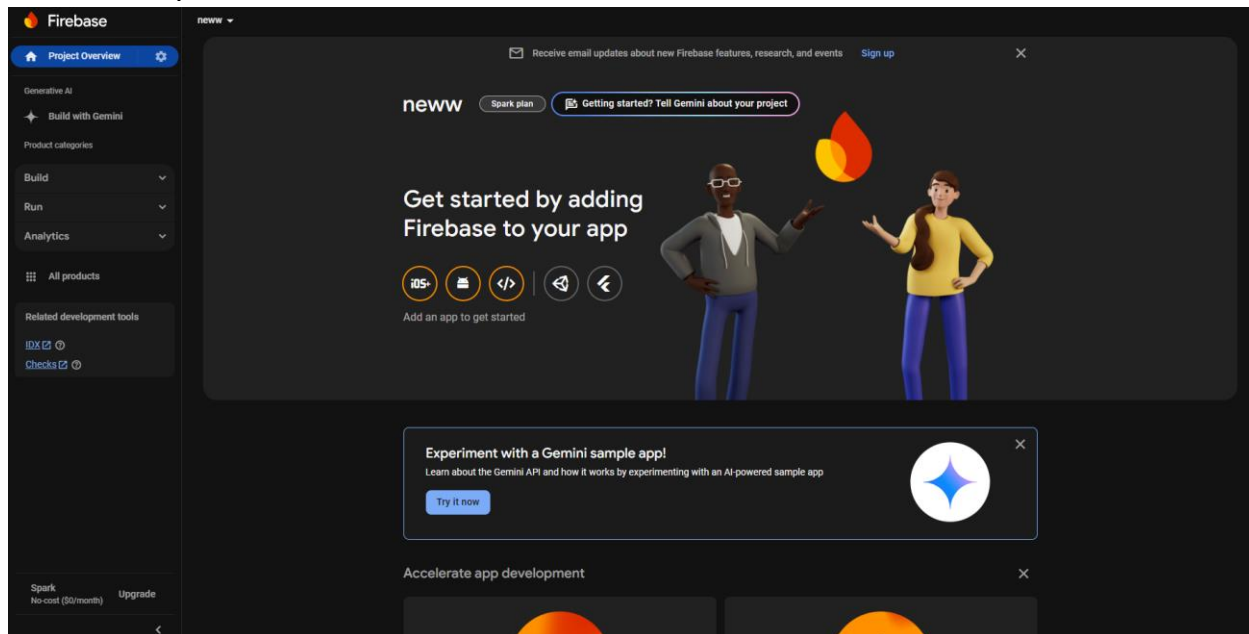 Firebase
Project Overview
Generative AI
Build with Gemini
Product categories
Build
Run
Analytics
All products
Related development tools
IDX
Checks
Spark
No-cost ($0/month)
Upgrade
neww
Receive email updates about new Firebase features, research, and events Sign up
neww
Spark plan
Getting started? Tell Gemini about your project
Get started by adding
Firebase to your app
iOS+
Add an app to get started
Experiment with a Gemini sample app!
Learn about the Gemini API and how it works by experimenting with an AI-powered sample app
Try it now
Accelerate app development